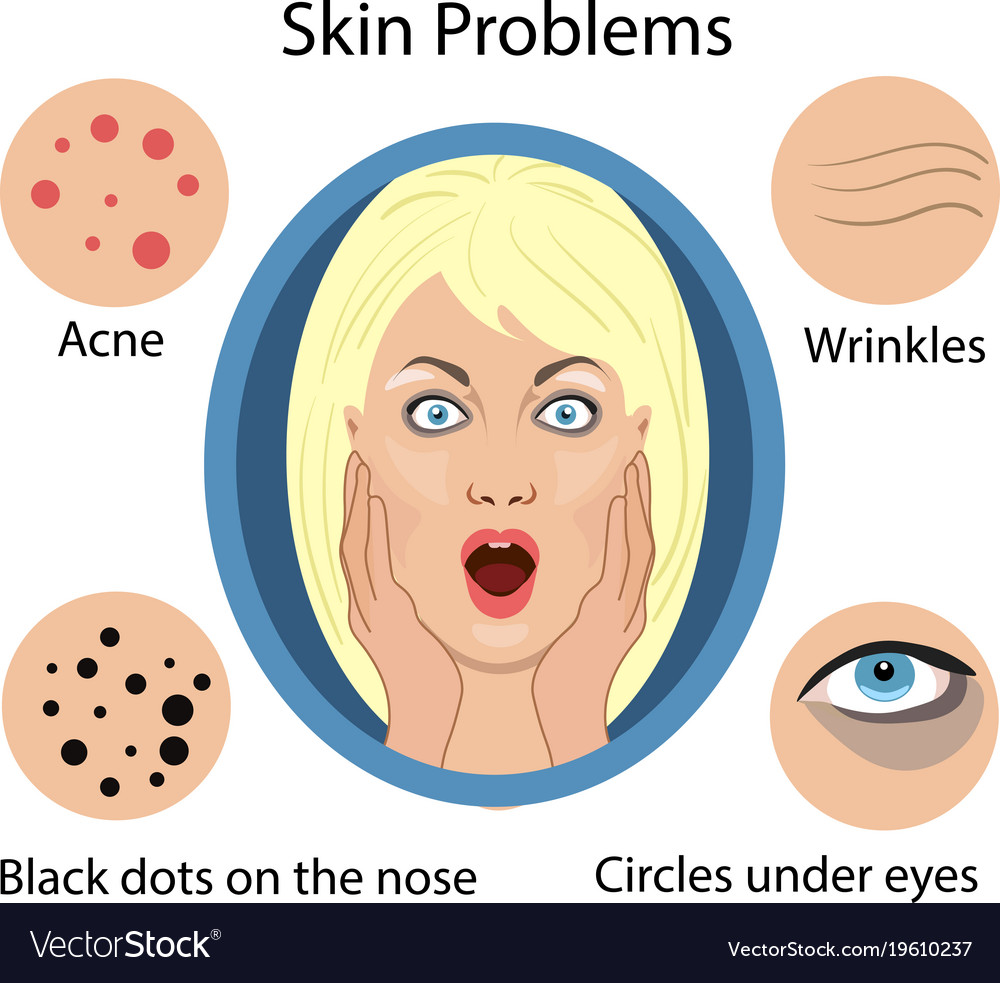 Skin Problems
Acne
Wrinkles
Black dots on the nose
Circles under eyes
VectorStock®
VectorStock.com/19610237